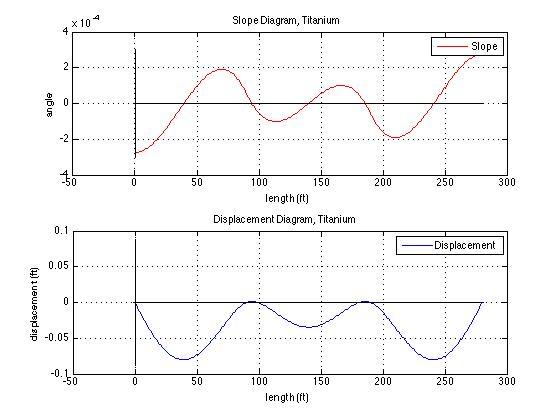 Slope Diagram, Titanium
x 10^-4
4
2
0
-2
-4
angle
Slope
-50 0 50 100 150 200 250 300
length (ft)
Displacement Diagram, Titanium
0.1
0.05
0
-0.05
-0.1
displacement (ft)
Displacement
-50 0 50 100 150 200 250 300
length (ft)